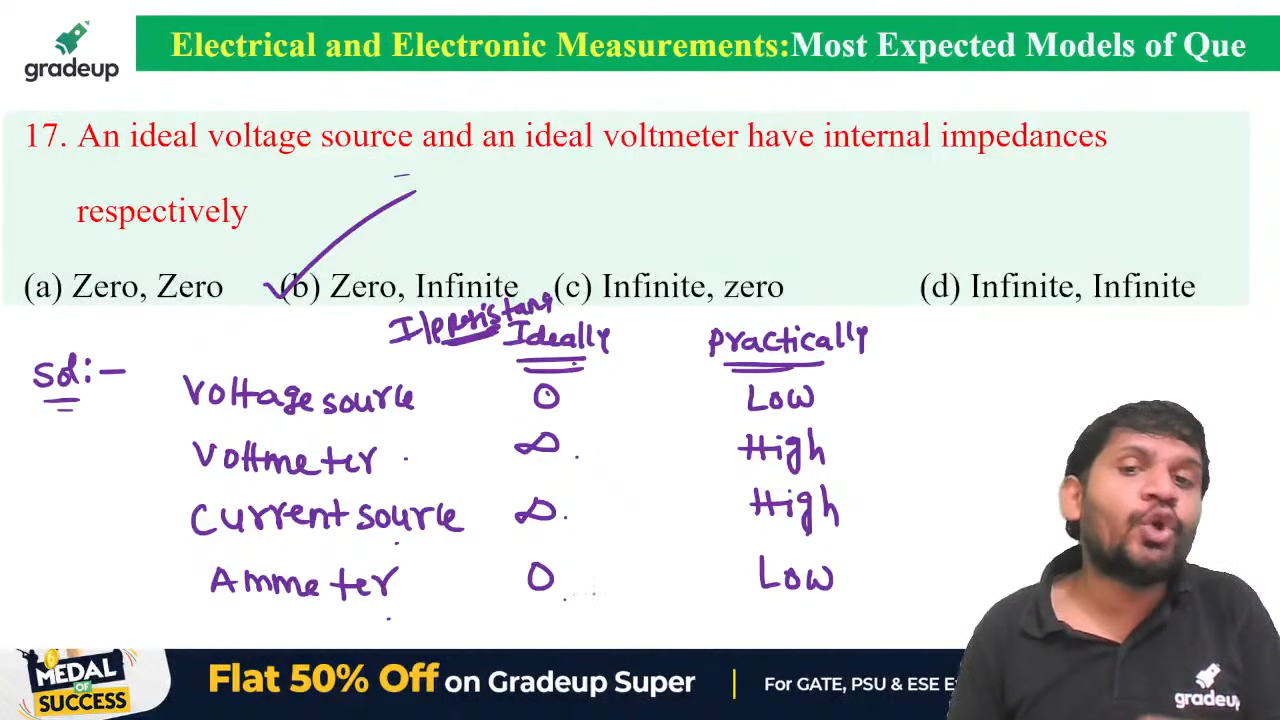 gradeup
Electrical and Electronic Measurements:Most Expected Models of Que
17. An ideal voltage source and an ideal voltmeter have internal impedances
respectively
(a) Zero, Zero (b) Zero, Infinite (c) Infinite, zero (d) Infinite, Infinite
I/P resistance Ideally Practically
Sol:-
Voltage source 0 Low
Voltmeter ∞ High
Current source ∞ High
Ammeter 0 Low
MEDAL
OF
SUCCESS
Flat 50% Off on Gradeup Super | For GATE, PSU & ESE E
gradeup